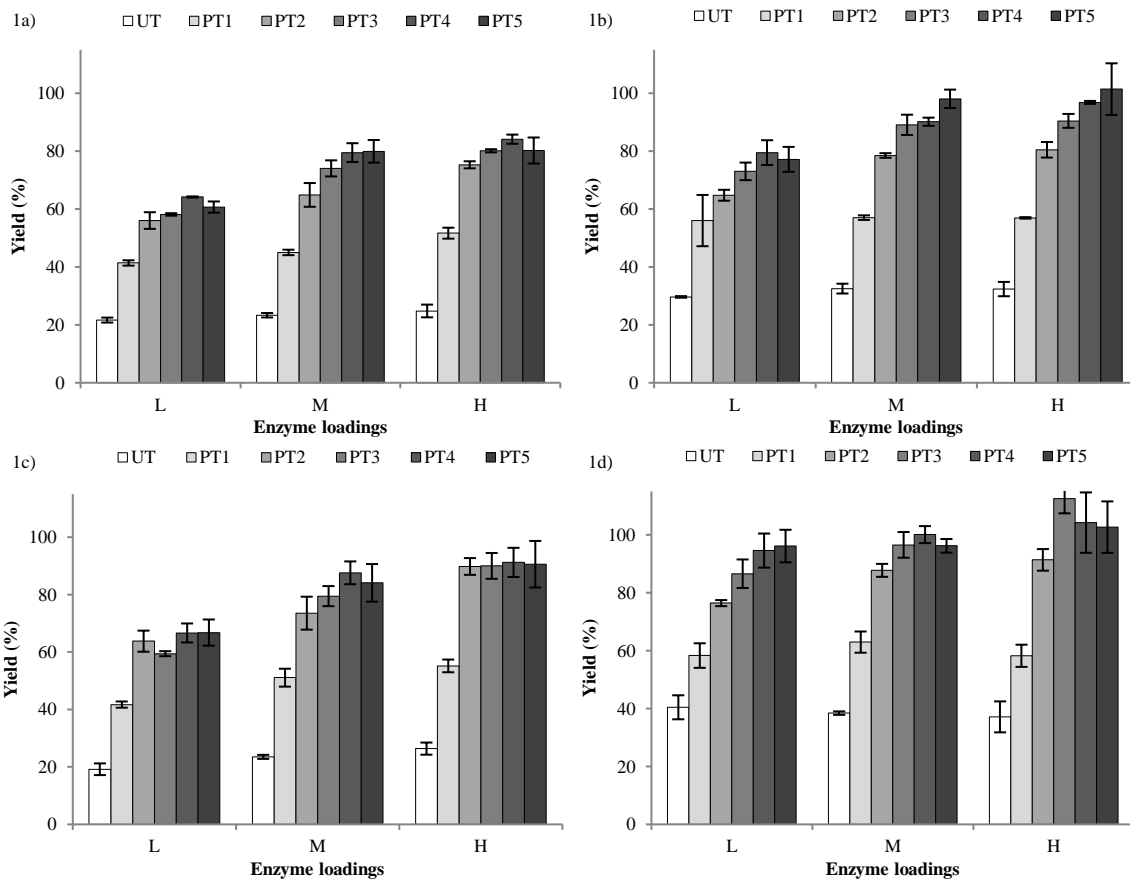 1a) UT PT1 PT2 PT3 PT4 PT5
100
80
60
40
20
0
Yield (%)
L M H
Enzyme loadings
1b) UT PT1 PT2 PT3 PT4 PT5
100
80
60
40
20
0
Yield (%)
L M H
Enzyme loadings
1c) UT PT1 PT2 PT3 PT4 PT5
100
80
60
40
20
0
Yield (%)
L M H
Enzyme loadings
1d) UT PT1 PT2 PT3 PT4 PT5
100
80
60
40
20
0
Yield (%)
L M H
Enzyme loadings